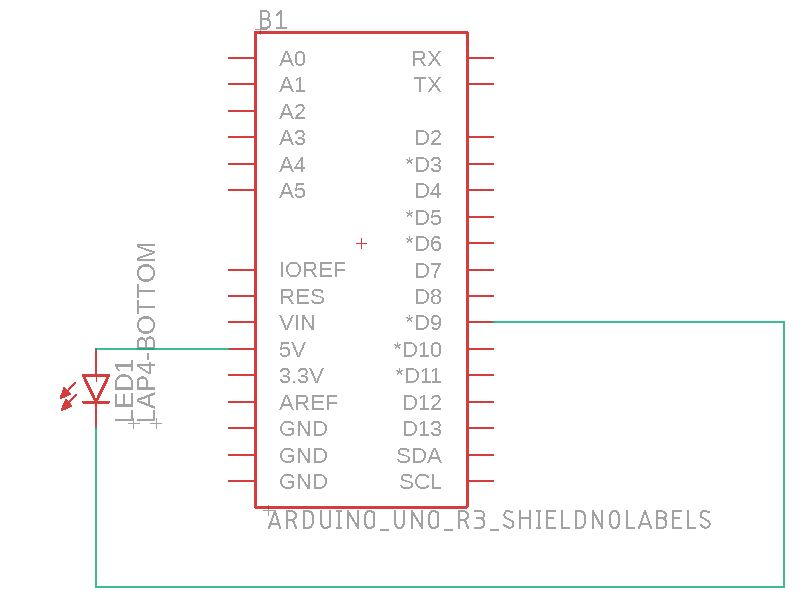 B1
A0 RX
A1 TX
A2
A3 D2
A4 *D3
A5 D4
*D5
*D6
IOREF D7
RES D8
VIN *D9
5V *D10
3.3V *D11
AREF D12
GND D13
GND SDA
GND SCL
LED1
LAP4-BOTTOM
ARDUINO_UNO_R3_SHIELDNOLABELS